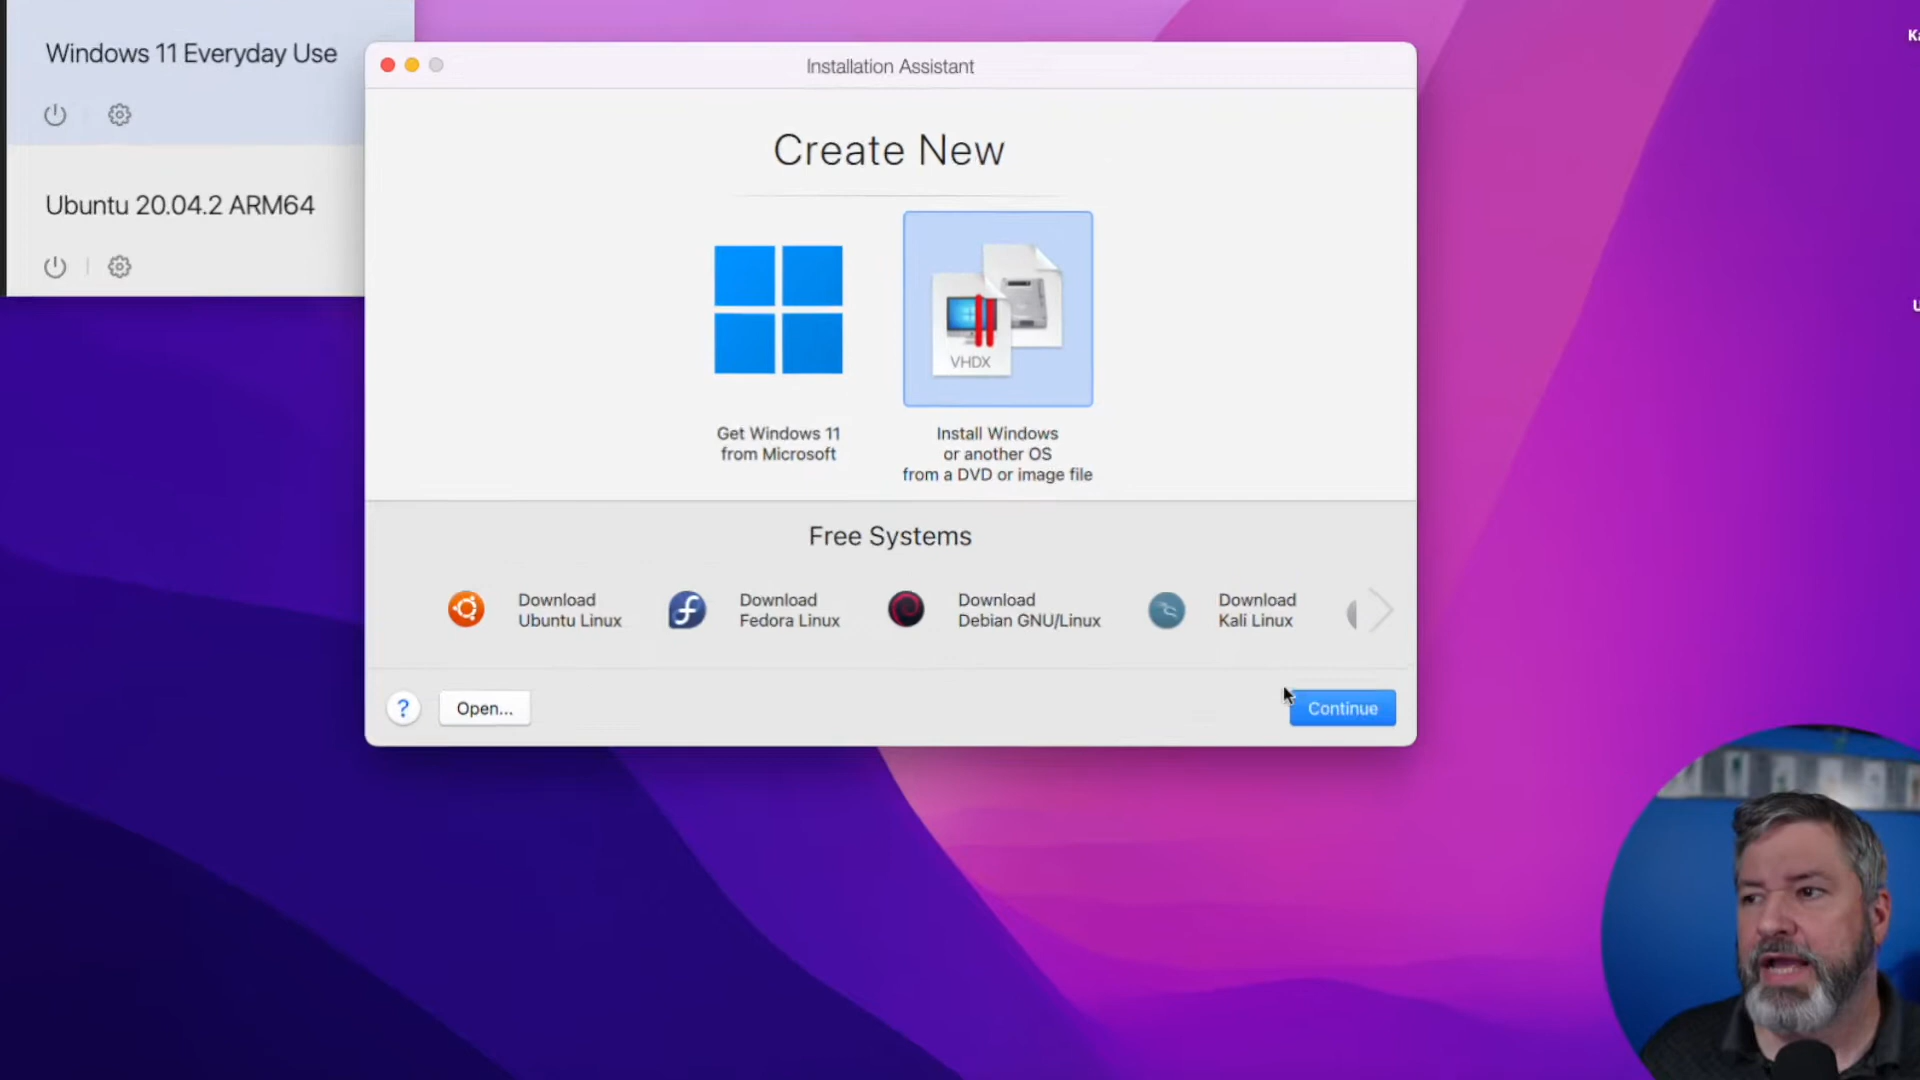 Windows 11 Everyday Use
Ubuntu 20.04.2 ARM64
Installation Assistant
Create New
VHDX
Get Windows 11
from Microsoft
Install Windows
or another OS
from a DVD or image file
Free Systems
Download
Ubuntu Linux
Download
Fedora Linux
Download
Debian GNU/Linux
Download
Kali Linux
?
Open...
Continue